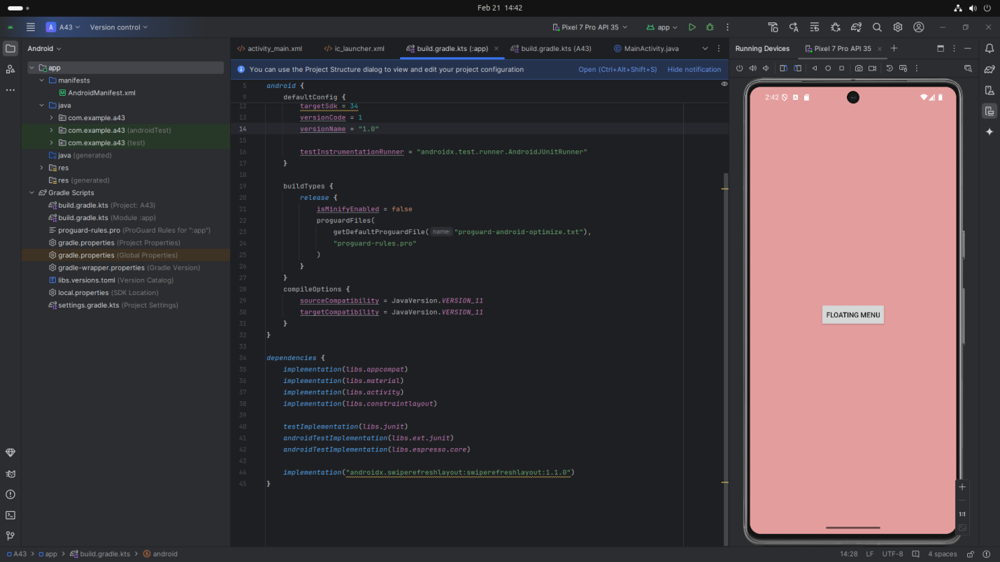 Feb 21 14:42
A A43 Version control
Pixel 7 Pro API 35 app
Android
activity_main.xml ic_launcher.xml build.gradle.kts (:app) build.gradle.kts (A43) MainActivity.java
Running Devices Pixel 7 Pro API 35
You can use the Project Structure dialog to view and edit your project configuration Open (Ctrl+Alt+Shift+S) Hide notification
app
manifests
AndroidManifest.xml
java
com.example.a43
com.example.a43 (androidTest)
com.example.a43 (test)
java (generated)
res
res (generated)
Gradle Scripts
build.gradle.kts (Project: A43)
build.gradle.kts (Module :app)
proguard-rules.pro (ProGuard Rules for ":app")
gradle.properties (Project Properties)
gradle.properties (Global Properties)
gradle-wrapper.properties (Gradle Version)
libs.versions.toml (Version Catalog)
local.properties (SDK Location)
settings.gradle.kts (Project Settings)
5 android {
9 defaultConfig {
12 targetSdk = 34
13 versionCode = 1
14 versionName = "1.0"
15
16 testInstrumentationRunner = "androidx.test.runner.AndroidJUnitRunner"
17 }
18
19 buildTypes {
20 release {
21 isMinifyEnabled = false
22 proguardFiles(
23 getDefaultProguardFile( name: "proguard-android-optimize.txt"),
24 "proguard-rules.pro"
25 )
26 }
27 }
28 compileOptions {
29 sourceCompatibility = JavaVersion.VERSION_11
30 targetCompatibility = JavaVersion.VERSION_11
31 }
32 }
33
34 dependencies {
35 implementation(libs.appcompat)
36 implementation(libs.material)
37 implementation(libs.activity)
38 implementation(libs.constraintlayout)
39
40 testImplementation(libs.junit)
41 androidTestImplementation(libs.ext.junit)
42 androidTestImplementation(libs.espresso.core)
43
44 implementation("androidx.swiperefreshlayout:swiperefreshlayout:1.1.0")
45 }
2:42
FLOATING MENU
1:1
A43 app build.gradle.kts android
14:28 LF UTF-8 4 spaces